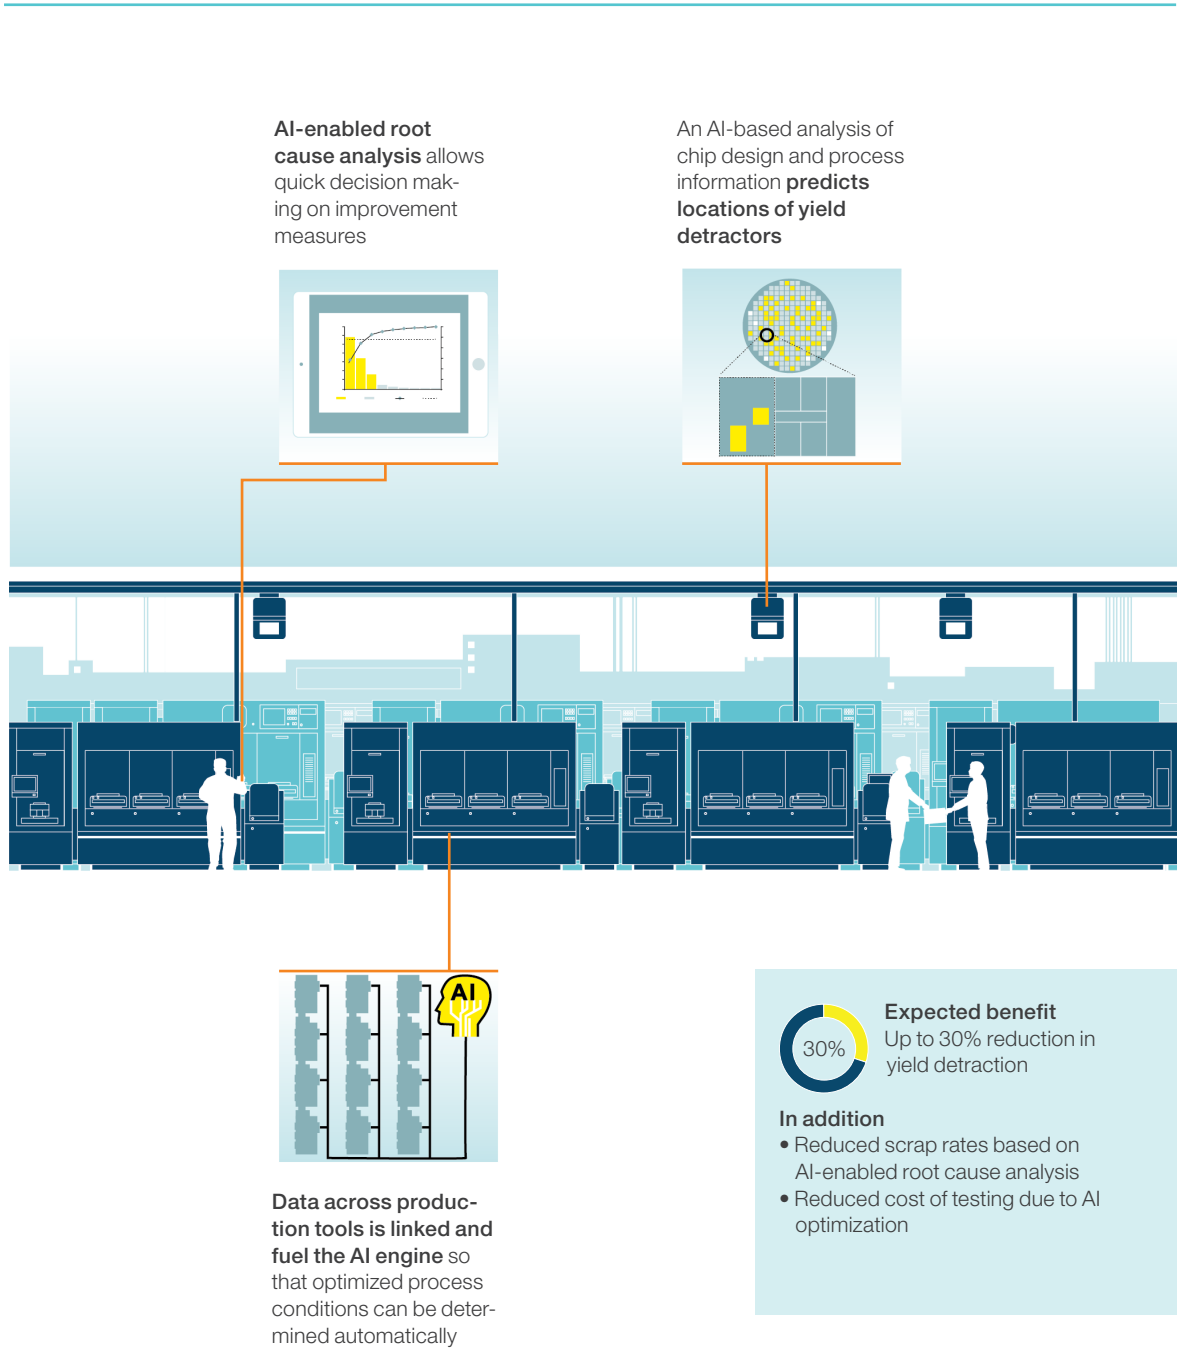 AI-enabled root
cause analysis allows
quick decision mak-
ing on improvement
measures
An AI-based analysis of
chip design and process
information predicts
locations of yield
detractors
AI
Data across produc-
tion tools is linked and
fuel the AI engine so
that optimized process
conditions can be deter-
mined automatically
30%
Expected benefit
Up to 30% reduction in
yield detraction
In addition
• Reduced scrap rates based on
AI-enabled root cause analysis
• Reduced cost of testing due to AI
optimization